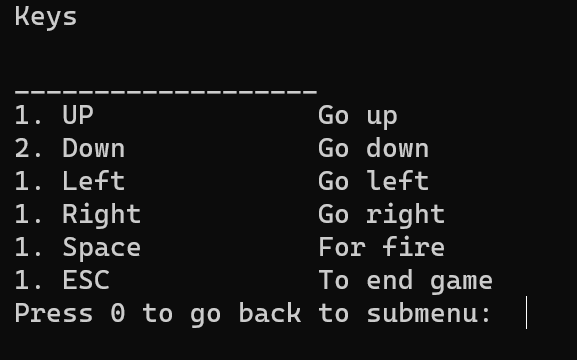 Keys
___________________
1. UP                  Go up
2. Down                Go down
1. Left                Go left
1. Right               Go right
1. Space               For fire
1. ESC                 To end game
Press 0 to go back to submenu: